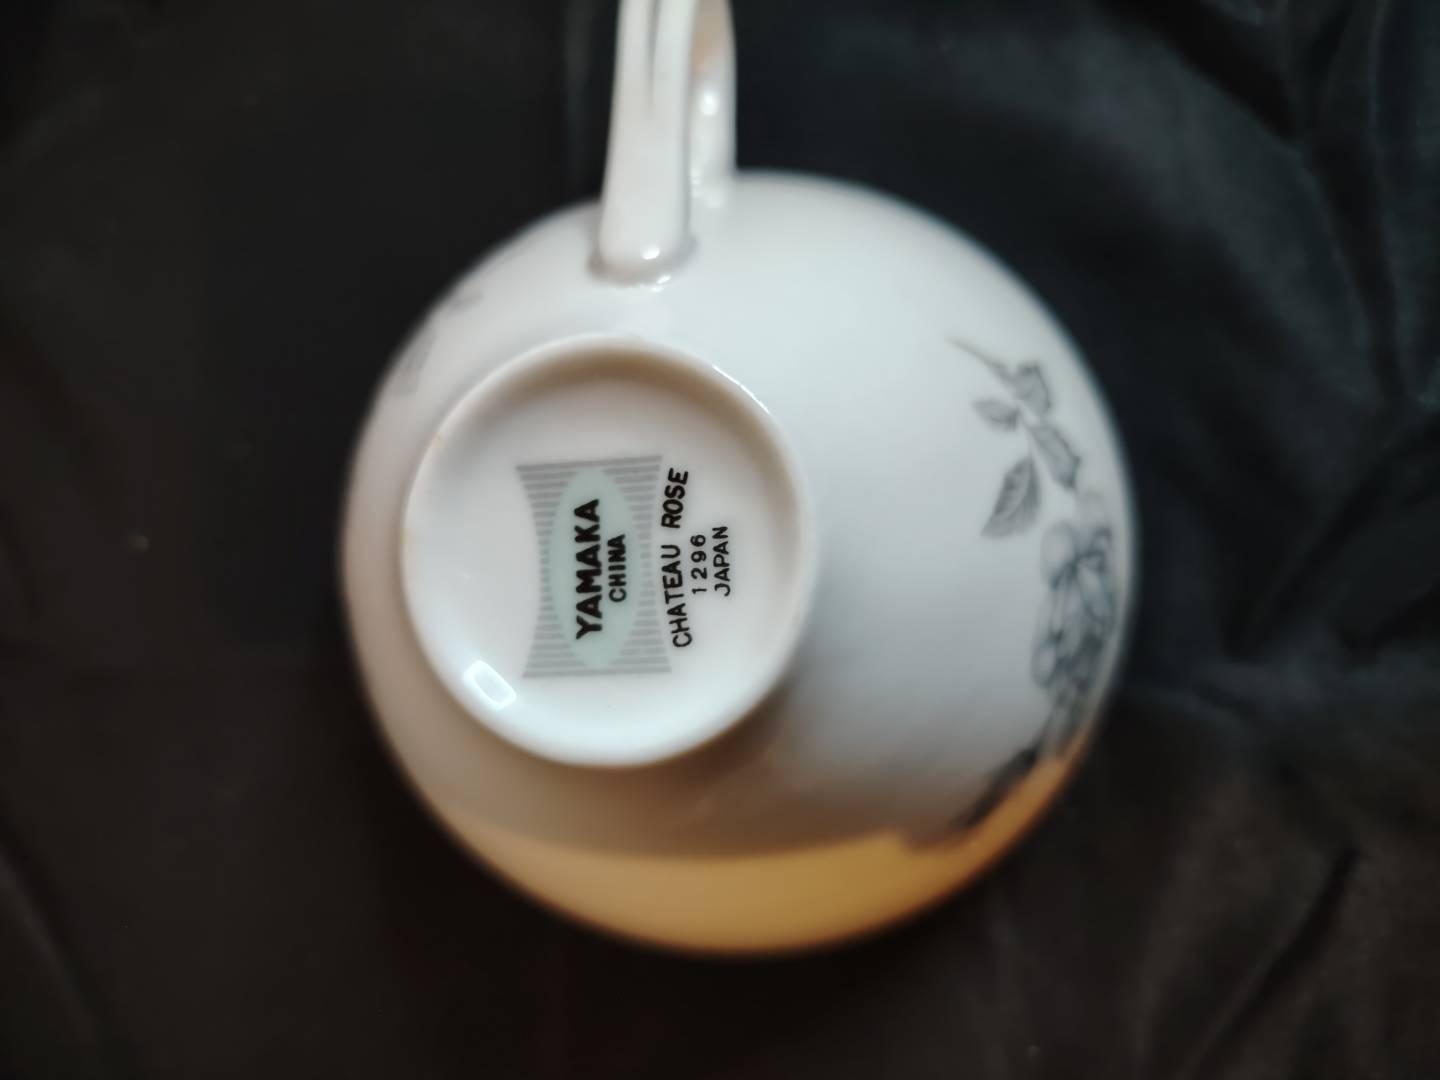 YAMAKA
CHINA
CHATEAU ROSE
1296
JAPAN